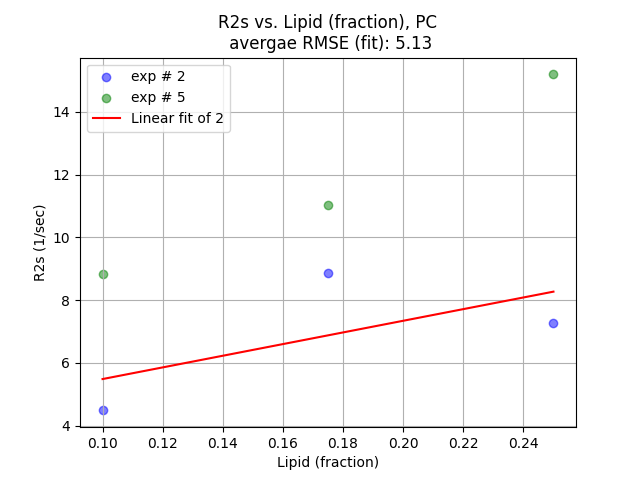 R2s vs. Lipid (fraction), PC
avergae RMSE (fit): 5.13
exp # 2
exp # 5
Linear fit of 2
R2s (1/sec)
14
12
10
8
6
4
0.10 0.12 0.14 0.16 0.18 0.20 0.22 0.24
Lipid (fraction)